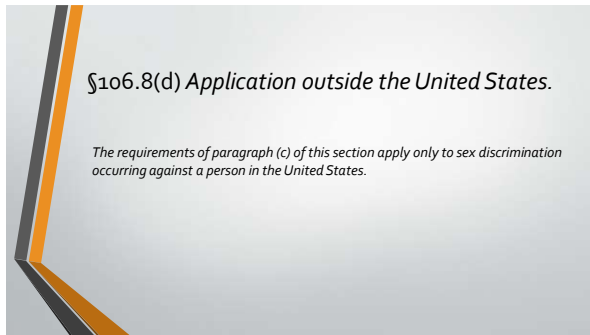 §106.8(d) Application outside the United States.
The requirements of paragraph (c) of this section apply only to sex discrimination
occurring against a person in the United States.